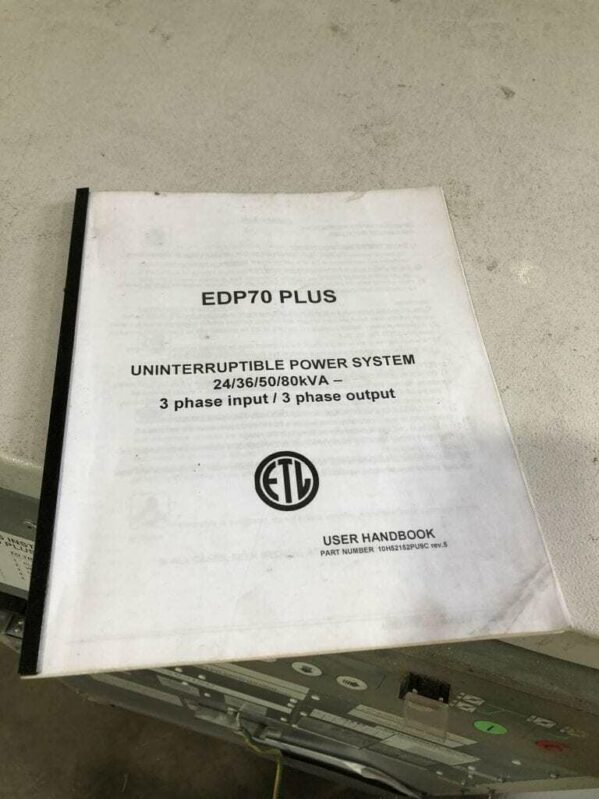 EDP70 PLUS
UNINTERRUPTIBLE POWER SYSTEM
24/36/50/80kVA –
3 phase input / 3 phase output
ETL
USER HANDBOOK
PART NUMBER 10H52152PU5C rev.5